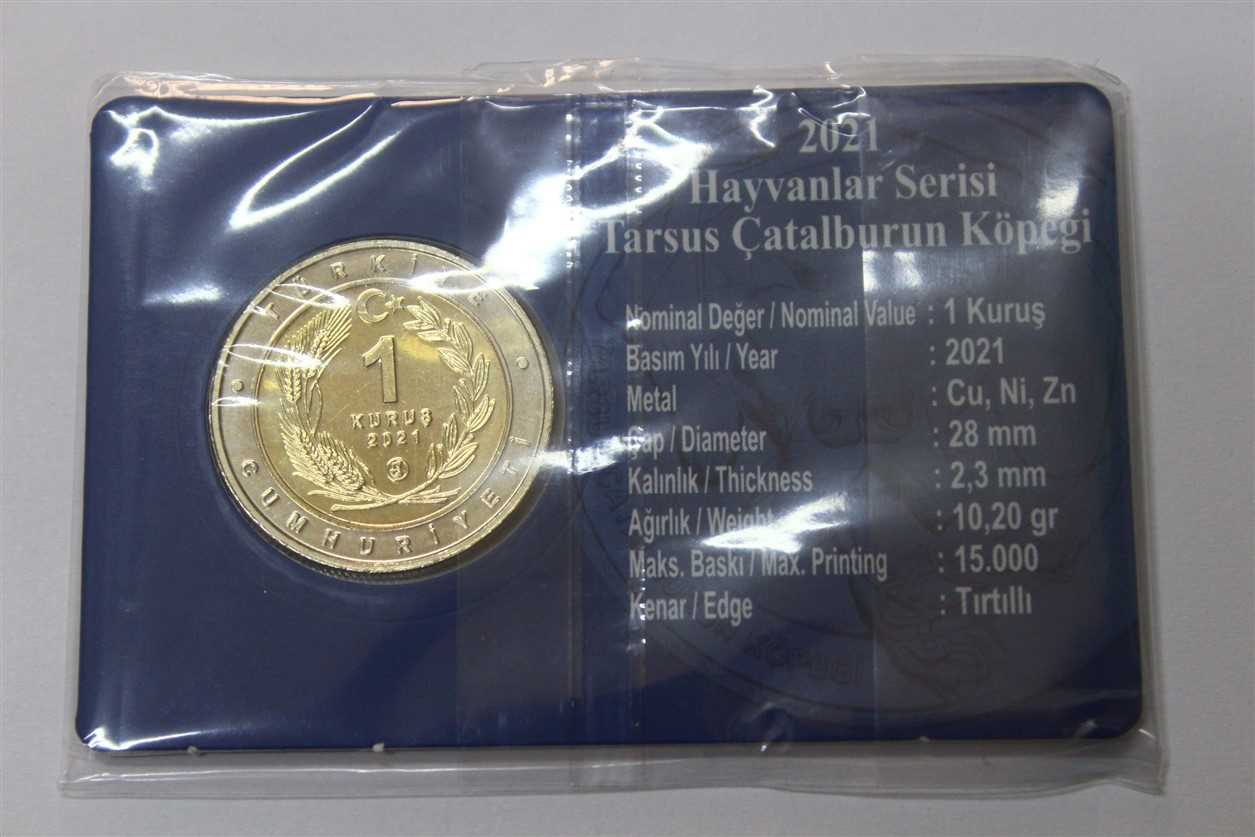 TÜRKİYE
CUMHURİYETİ
1
KURUŞ
2021
2021
Hayvanlar Serisi
Tarsus Çatalburun Köpeği
Nominal Değer / Nominal Value : 1 Kuruş
Basım Yılı / Year : 2021
Metal : Cu, Ni, Zn
Çap / Diameter : 28 mm
Kalınlık / Thickness : 2,3 mm
Ağırlık / Weight : 10,20 gr
Maks. Baskı / Max. Printing : 15.000
Kenar / Edge : Tırtıllı